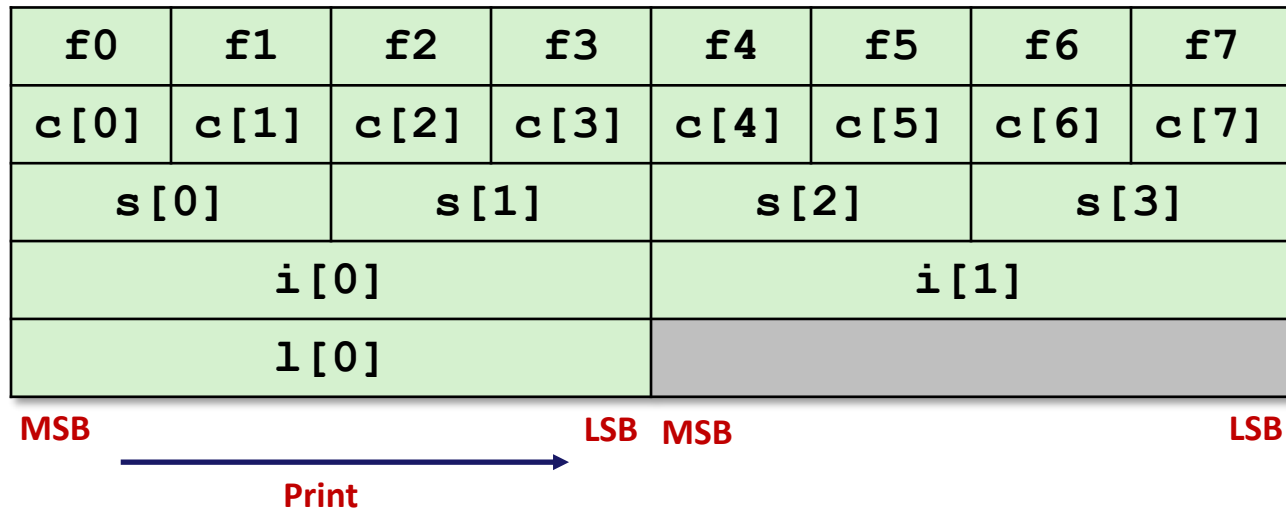 f0 f1 f2 f3 f4 f5 f6 f7
c[0] c[1] c[2] c[3] c[4] c[5] c[6] c[7]
s[0] s[1] s[2] s[3]
i[0] i[1]
l[0]
MSB LSB MSB LSB
Print